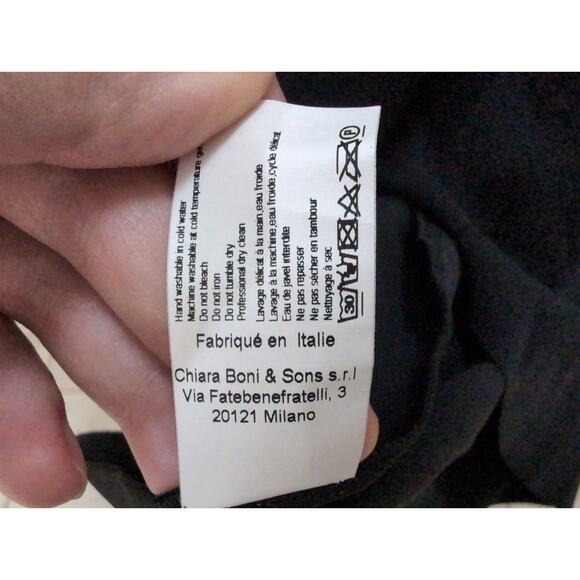 Hand washable in cold water
Machine washable at cold temperature
Do not bleach
Do not iron
Do not tumble dry
Professional dry clean
Lavage délicat à la main,eau froide
Lavage à la machine,eau froide,cycle délicat
Eau de javel interdite
Ne pas repasser
Ne pas sécher en tambour
Nettoyage à sec
30
P
Fabriqué en Italie
Chiara Boni & Sons s.r.l
Via Fatebenefratelli, 3
20121 Milano